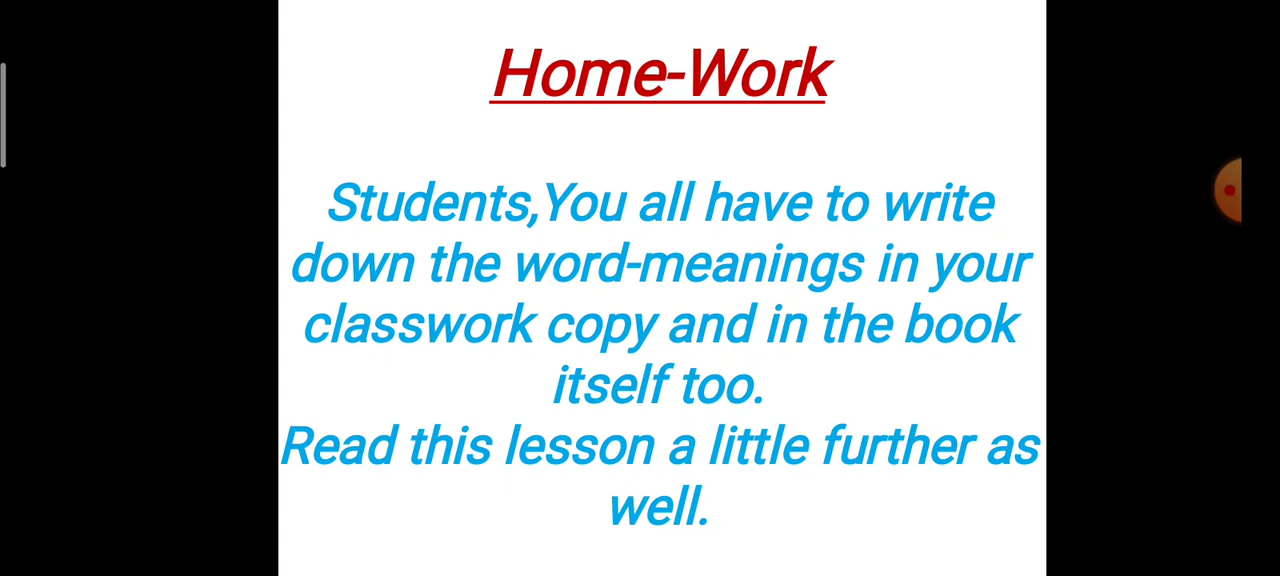 Home-Work
Students,You all have to write
down the word-meanings in your
classwork copy and in the book
itself too.
Read this lesson a little further as
well.